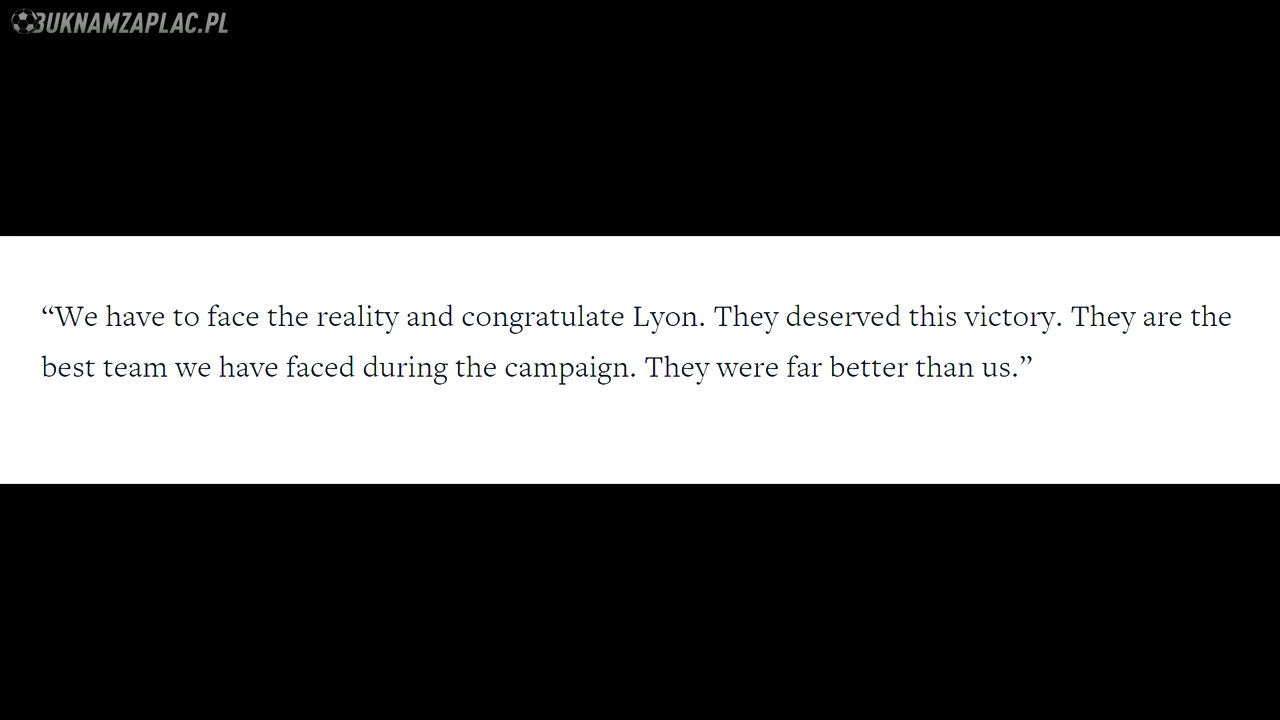 BUKNAMZAPLAC.PL
“We have to face the reality and congratulate Lyon. They deserved this victory. They are the
best team we have faced during the campaign. They were far better than us.”